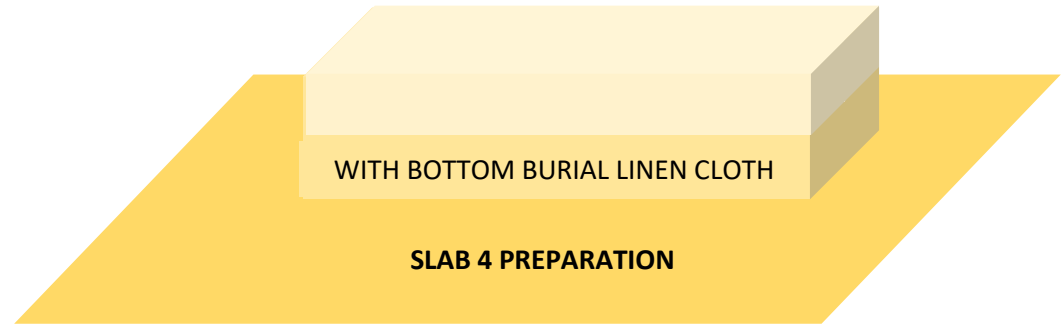 WITH BOTTOM BURIAL LINEN CLOTH
SLAB 4 PREPARATION